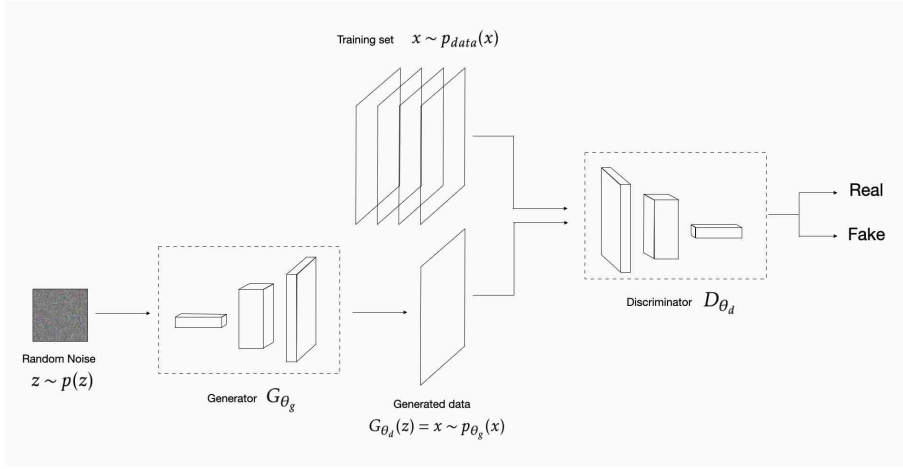 Training set x ∼ p_data(x)
Real
Fake
Discriminator D_θ_d
Random Noise
z ∼ p(z)
Generator G_θ_g
Generated data
G_θ_d(z) = x ∼ p_θ_g(x)